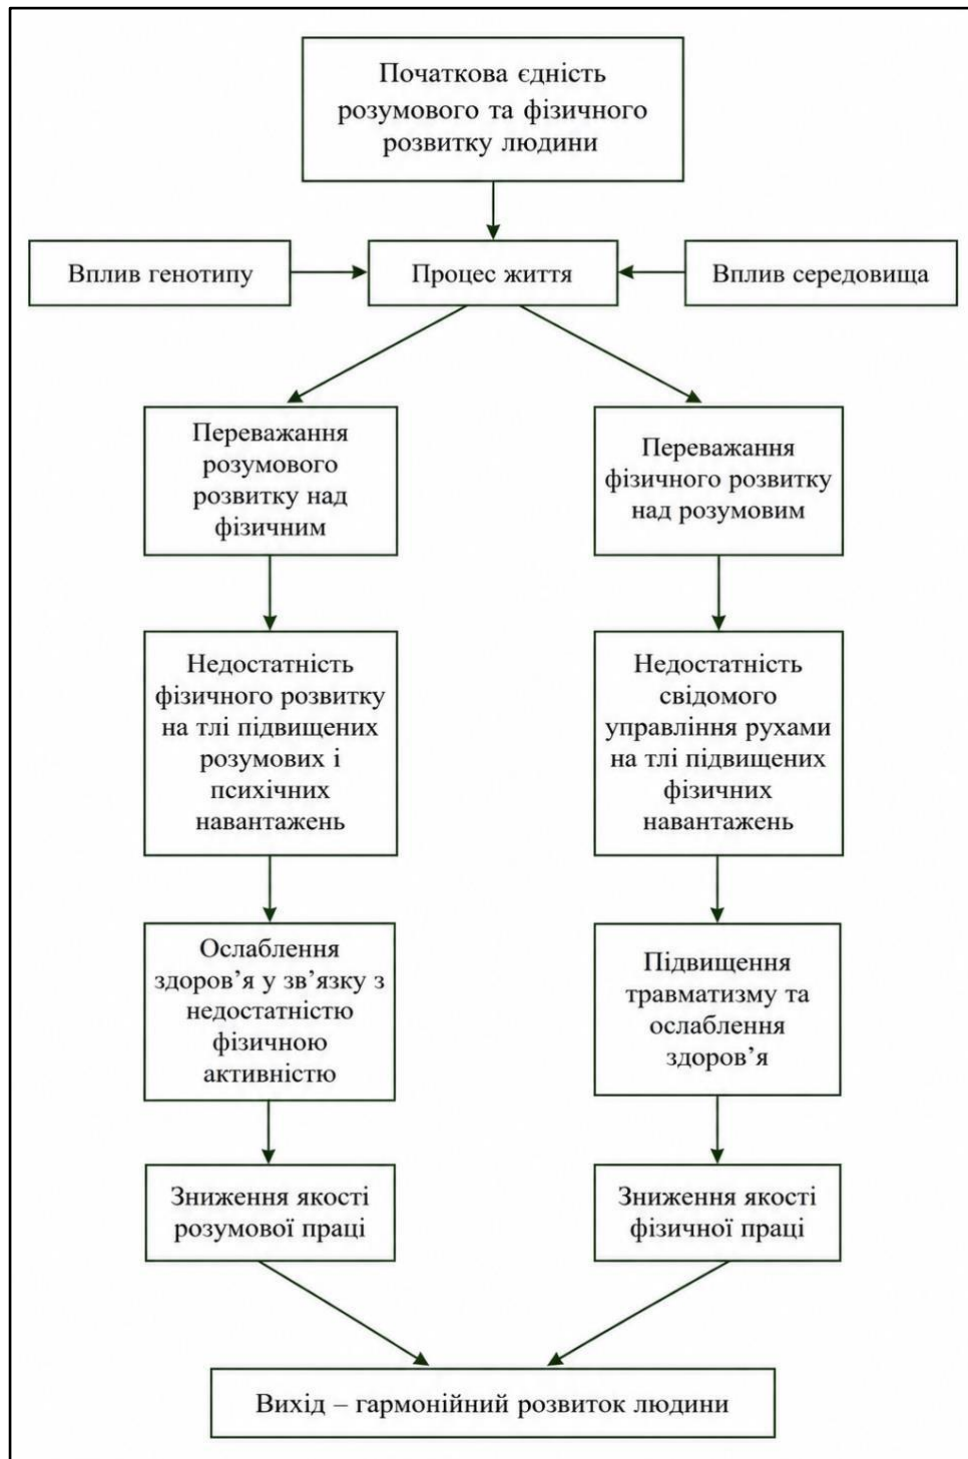 Початкова єдність
розумового та фізичного
розвитку людини
Вплив генотипу
Процес життя
Вплив середовища
Переважання
розумового
розвитку над
фізичним
Переважання
фізичного розвитку
над розумовим
Недостатність
фізичного розвитку
на тлі підвищених
розумових і
психічних
навантажень
Недостатність
свідомого
управління рухами
на тлі підвищених
фізичних
навантажень
Ослаблення
здоров’я у зв’язку з
недостатністю
фізичною
активністю
Підвищення
травматизму та
ослаблення
здоров’я
Зниження якості
розумової праці
Зниження якості
фізичної праці
Вихід – гармонійний розвиток людини